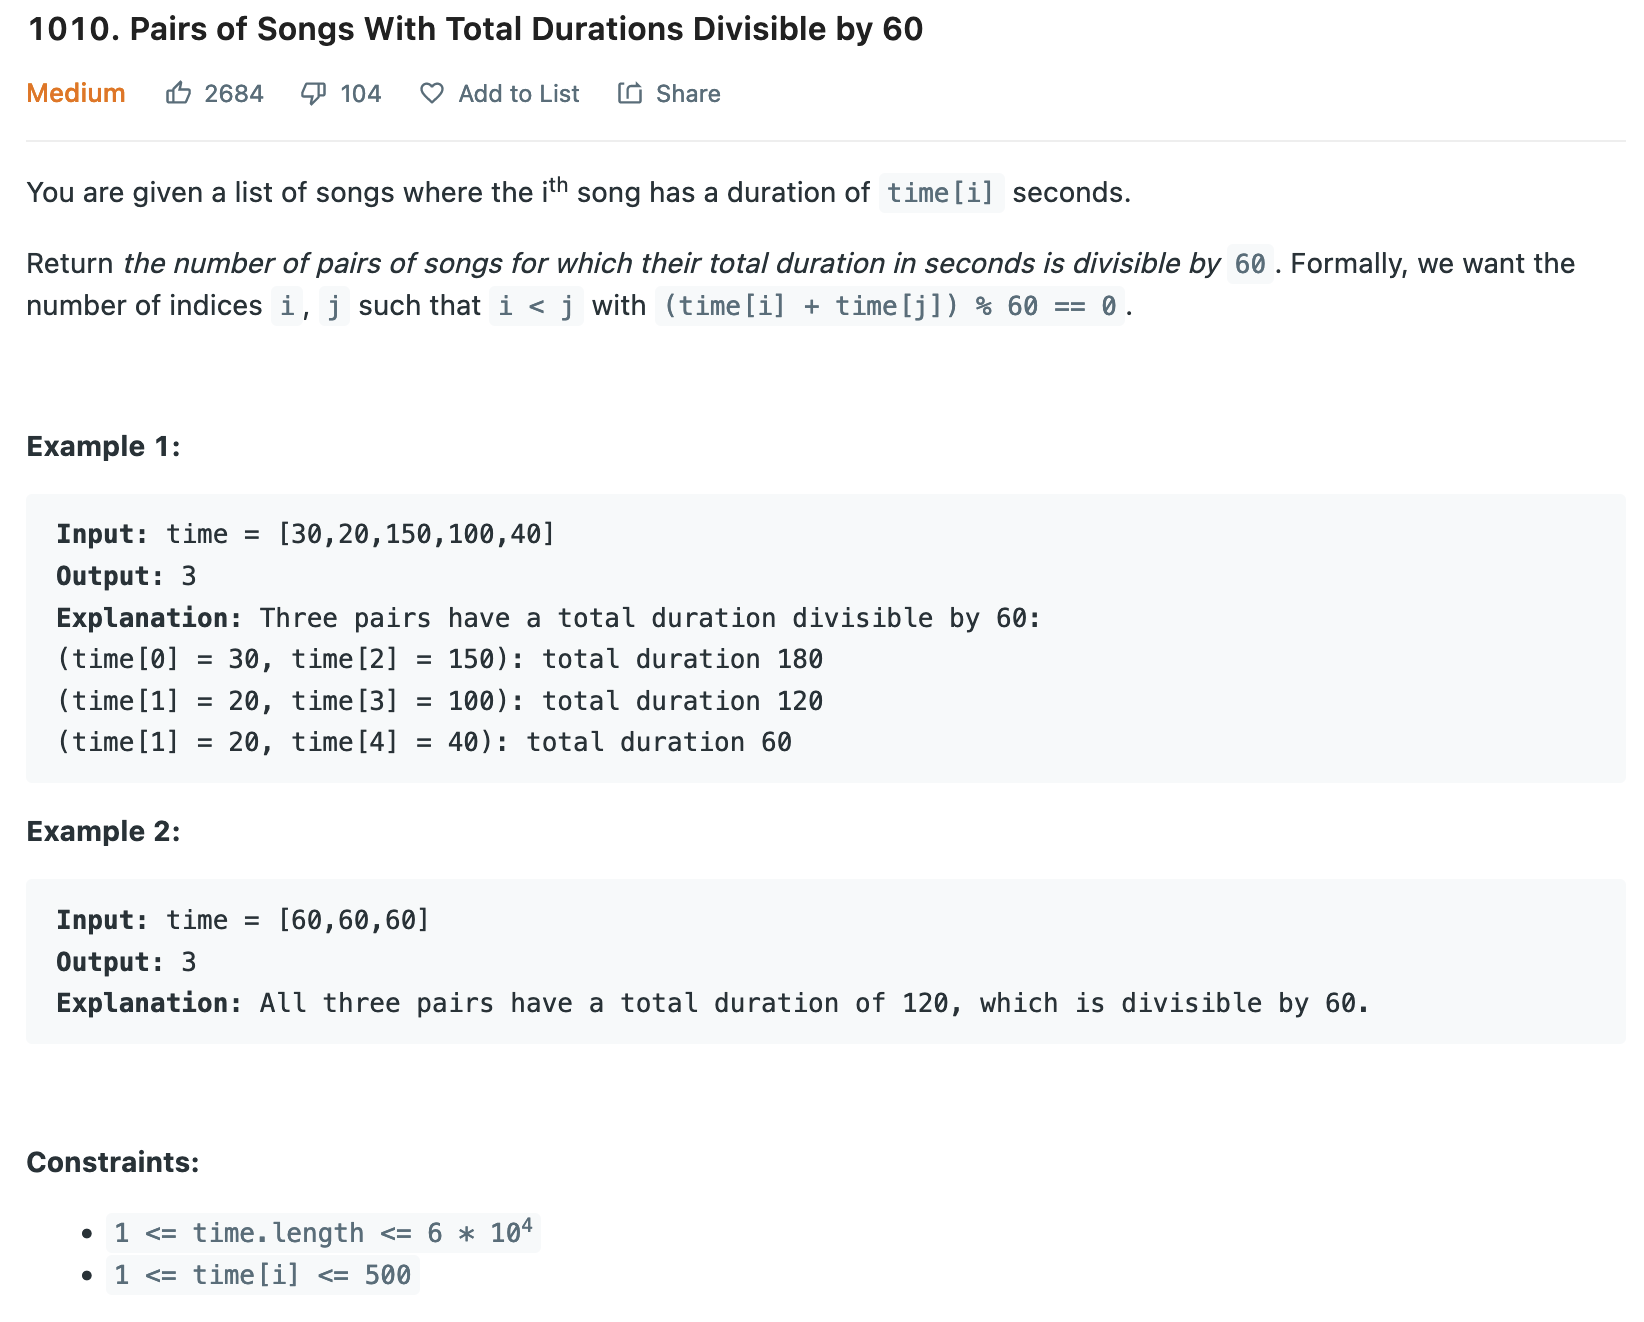 1010. Pairs of Songs With Total Durations Divisible by 60
Medium 2684 104 Add to List Share
You are given a list of songs where the ith song has a duration of time[i] seconds.
Return the number of pairs of songs for which their total duration in seconds is divisible by 60. Formally, we want the
number of indices i, j such that i < j with (time[i] + time[j]) % 60 == 0.
Example 1:
Input: time = [30,20,150,100,40]
Output: 3
Explanation: Three pairs have a total duration divisible by 60:
(time[0] = 30, time[2] = 150): total duration 180
(time[1] = 20, time[3] = 100): total duration 120
(time[1] = 20, time[4] = 40): total duration 60
Example 2:
Input: time = [60,60,60]
Output: 3
Explanation: All three pairs have a total duration of 120, which is divisible by 60.
Constraints:
• 1 <= time.length <= 6 * 10⁴
• 1 <= time[i] <= 500